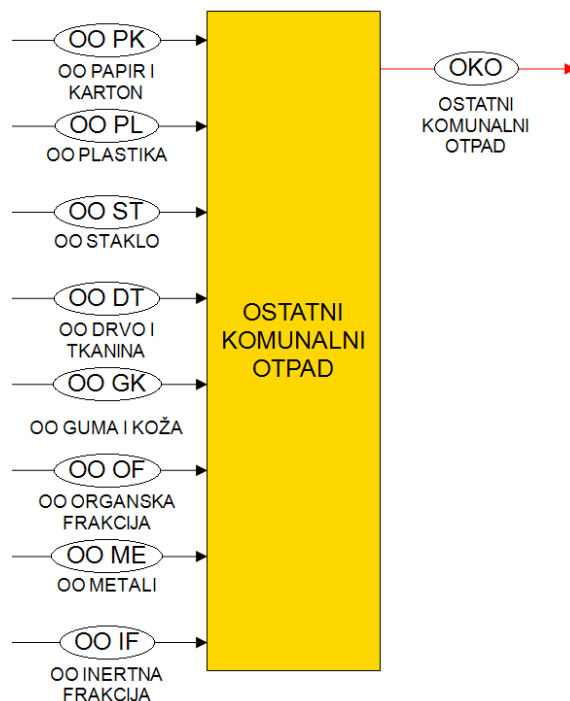 OO PK
OO PAPIR I
KARTON
OO PL
OO PLASTIKA
OO ST
OO STAKLO
OO DT
OO DRVO I
TKANINA
OO GK
OO GUMA I KOŽA
OO OF
OO ORGANSKA
FRAKCIJA
OO ME
OO METALI
OO IF
OO INERTNA
FRAKCIJA
OSTATNI
KOMUNALNI
OTPAD
OKO
OSTATNI
KOMUNALNI
OTPAD